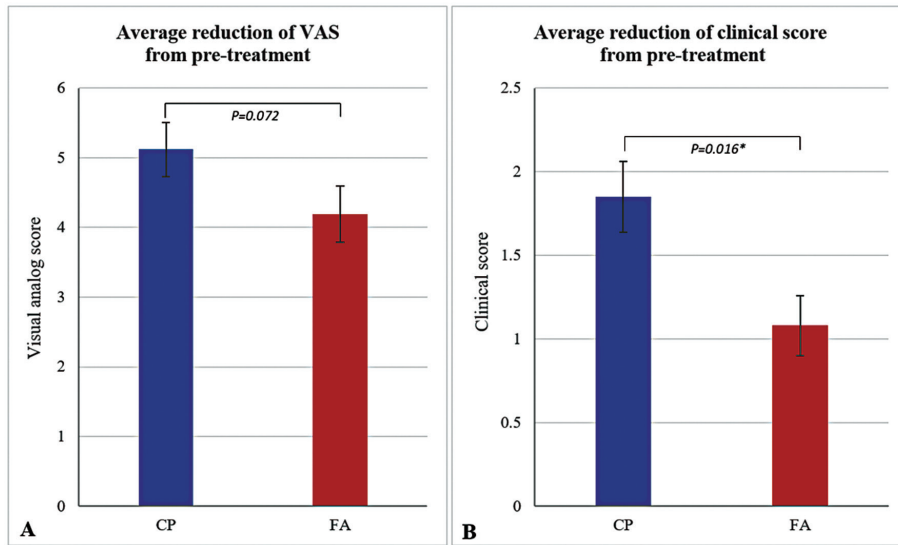 Average reduction of VAS
from pre-treatment
6
5
4
3
2
1
0
Visual analog score
P=0.072
CP FA
A
Average reduction of clinical score
from pre-treatment
2.5
2
1.5
1
0.5
0
Clinical score
P=0.016*
CP FA
B